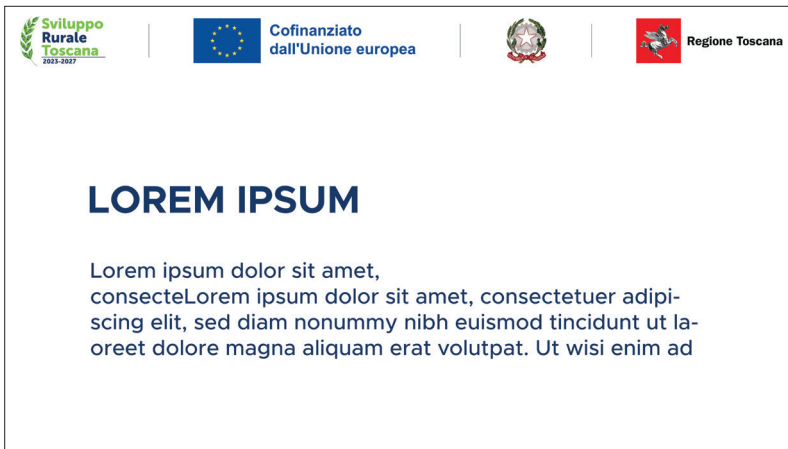 Sviluppo
Rurale
Toscana
2023-2027
Cofinanziato
dall'Unione europea
Regione Toscana
LOREM IPSUM
Lorem ipsum dolor sit amet,
consecteLorem ipsum dolor sit amet, consectetuer adipi-
scing elit, sed diam nonummy nibh euismod tincidunt ut la-
oreet dolore magna aliquam erat volutpat. Ut wisi enim ad